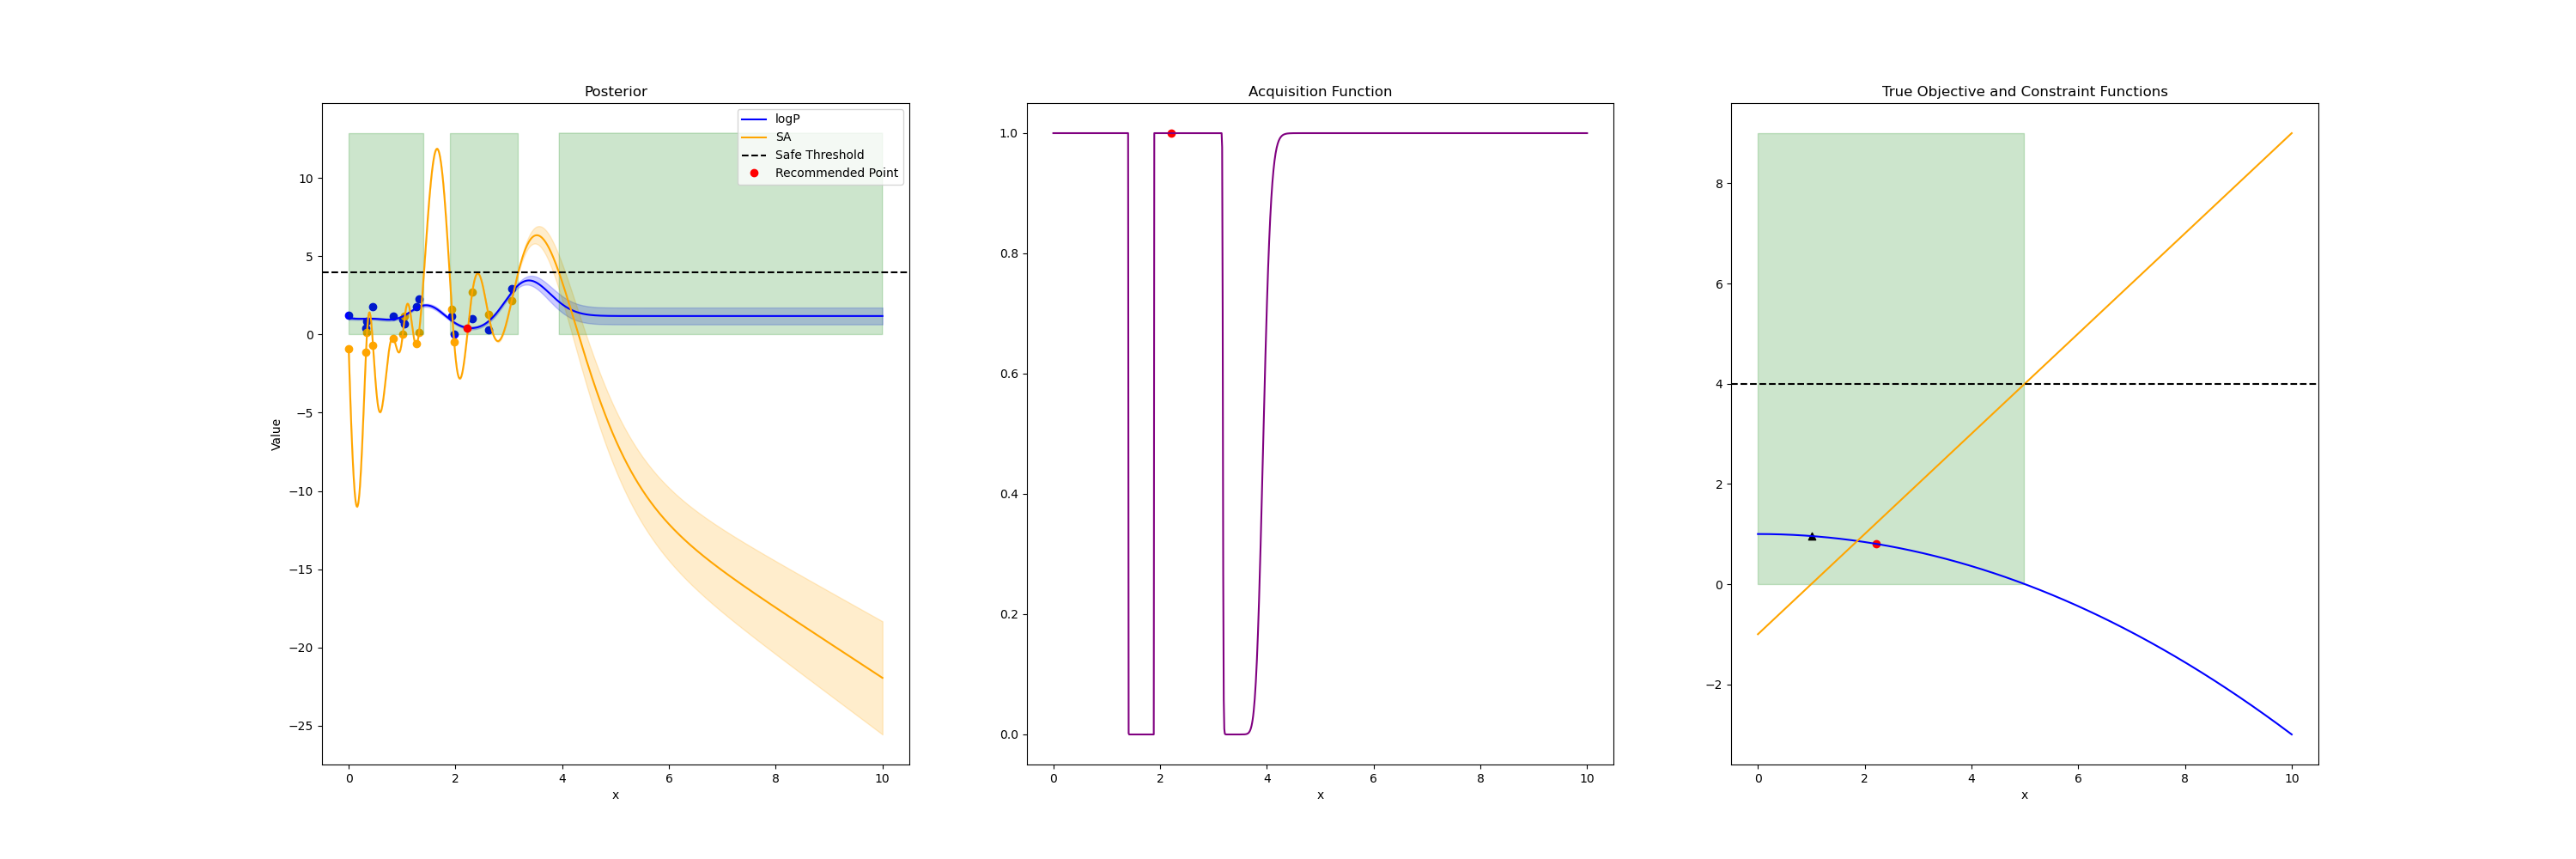 Posterior
logP
SA
Safe Threshold
Recommended Point
10
5
0
−5
−10
−15
−20
−25
Value
0 2 4 6 8 10
x
Acquisition Function
1.0
0.8
0.6
0.4
0.2
0.0
0 2 4 6 8 10
x
True Objective and Constraint Functions
8
6
4
2
0
−2
0 2 4 6 8 10
x